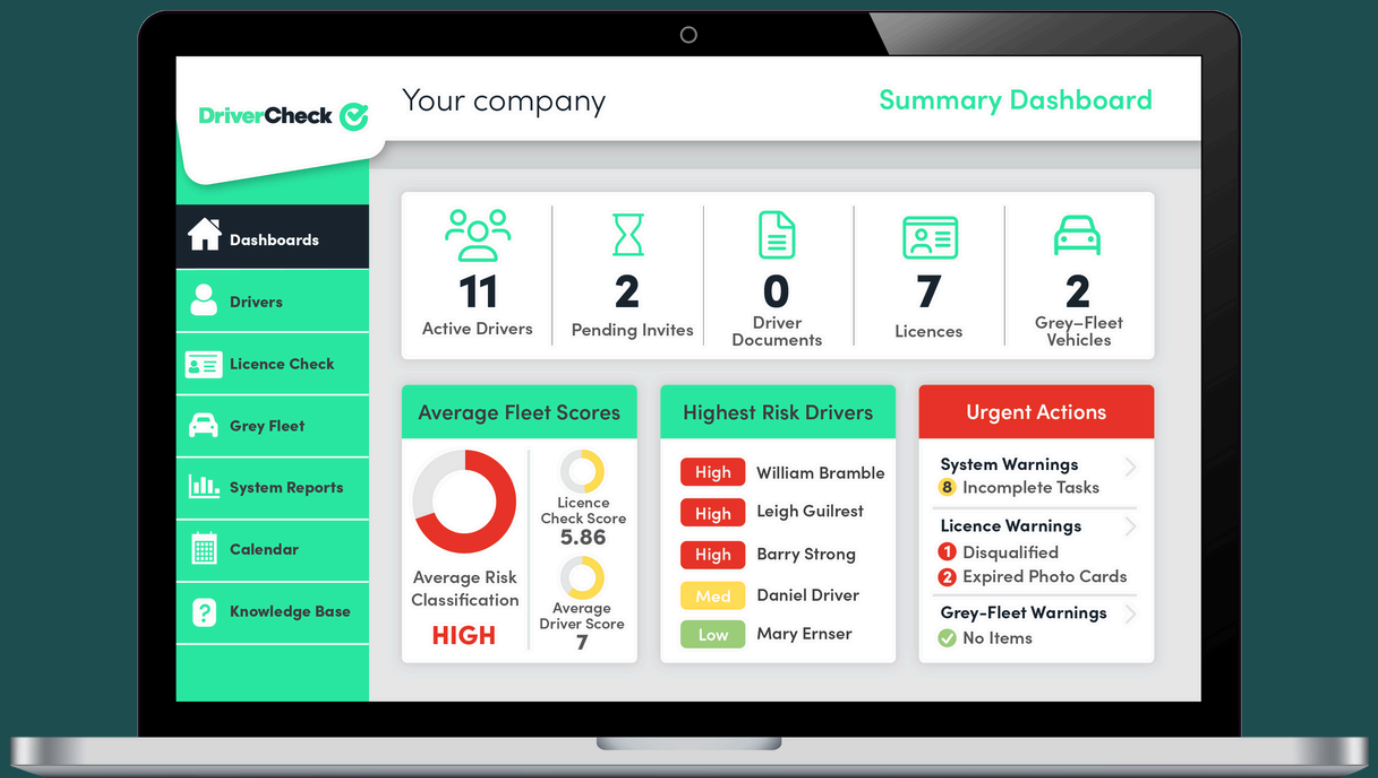 DriverCheck
Your company
Summary Dashboard
Dashboards
Drivers
Licence Check
Grey Fleet
System Reports
Calendar
? Knowledge Base
11
Active Drivers
2
Pending Invites
0
Driver
Documents
7
Licences
2
Grey-Fleet
Vehicles
Average Fleet Scores
Average Risk
Classification
HIGH
Licence
Check Score
5.86
Average
Driver Score
7
Highest Risk Drivers
High William Bramble
High Leigh Guilrest
High Barry Strong
Med Daniel Driver
Low Mary Ernser
Urgent Actions
System Warnings
8 Incomplete Tasks
Licence Warnings
1 Disqualified
2 Expired Photo Cards
Grey-Fleet Warnings
No Items